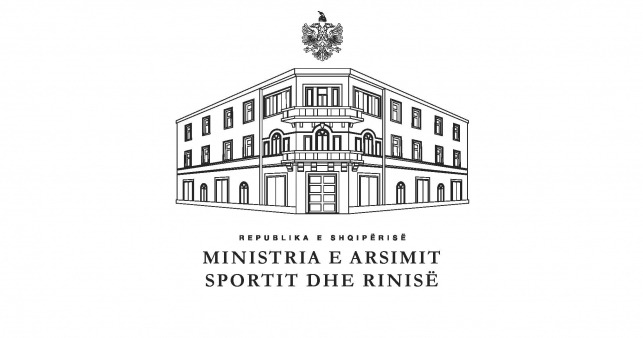 REPUBLIKA E SHQIPËRISË
MINISTRIA E ARSIMIT
SPORTIT DHE RINISË